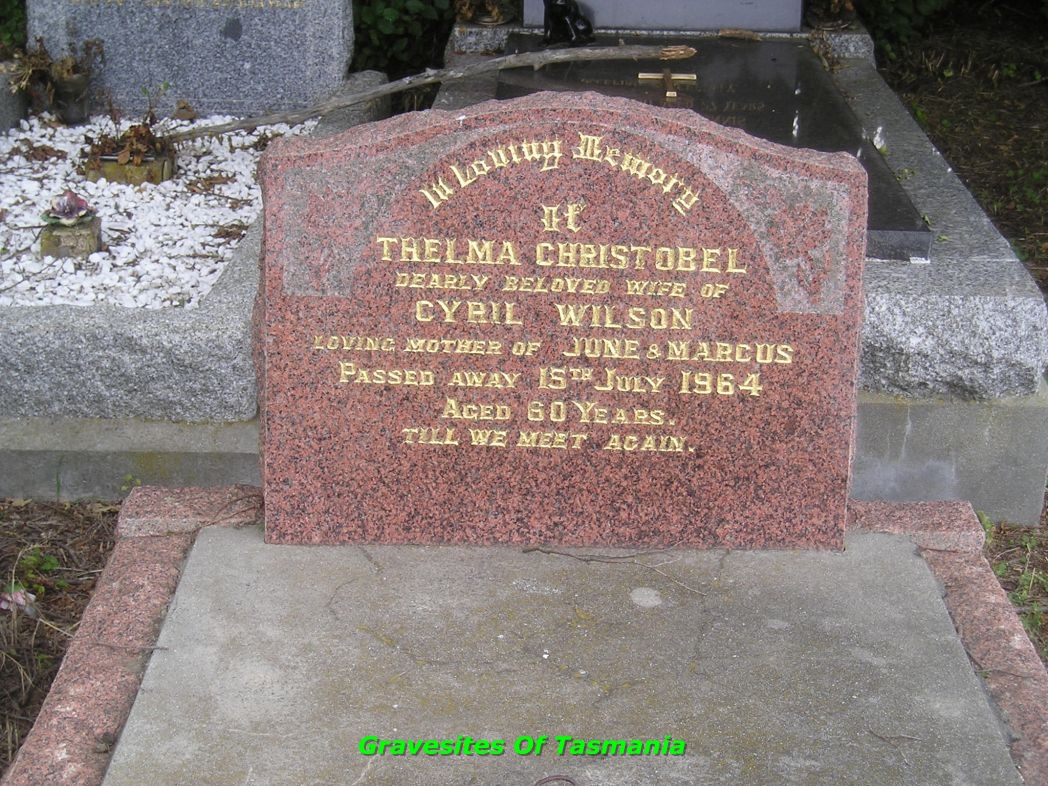 In Loving Memory
Of
THELMA CHRISTOBEL
DEARLY BELOVED WIFE OF
CYRIL WILSON
LOVING MOTHER OF JUNE & MARCUS
PASSED AWAY 15TH JULY 1964
AGED 60 YEARS.
TILL WE MEET AGAIN.
Gravesites Of Tasmania